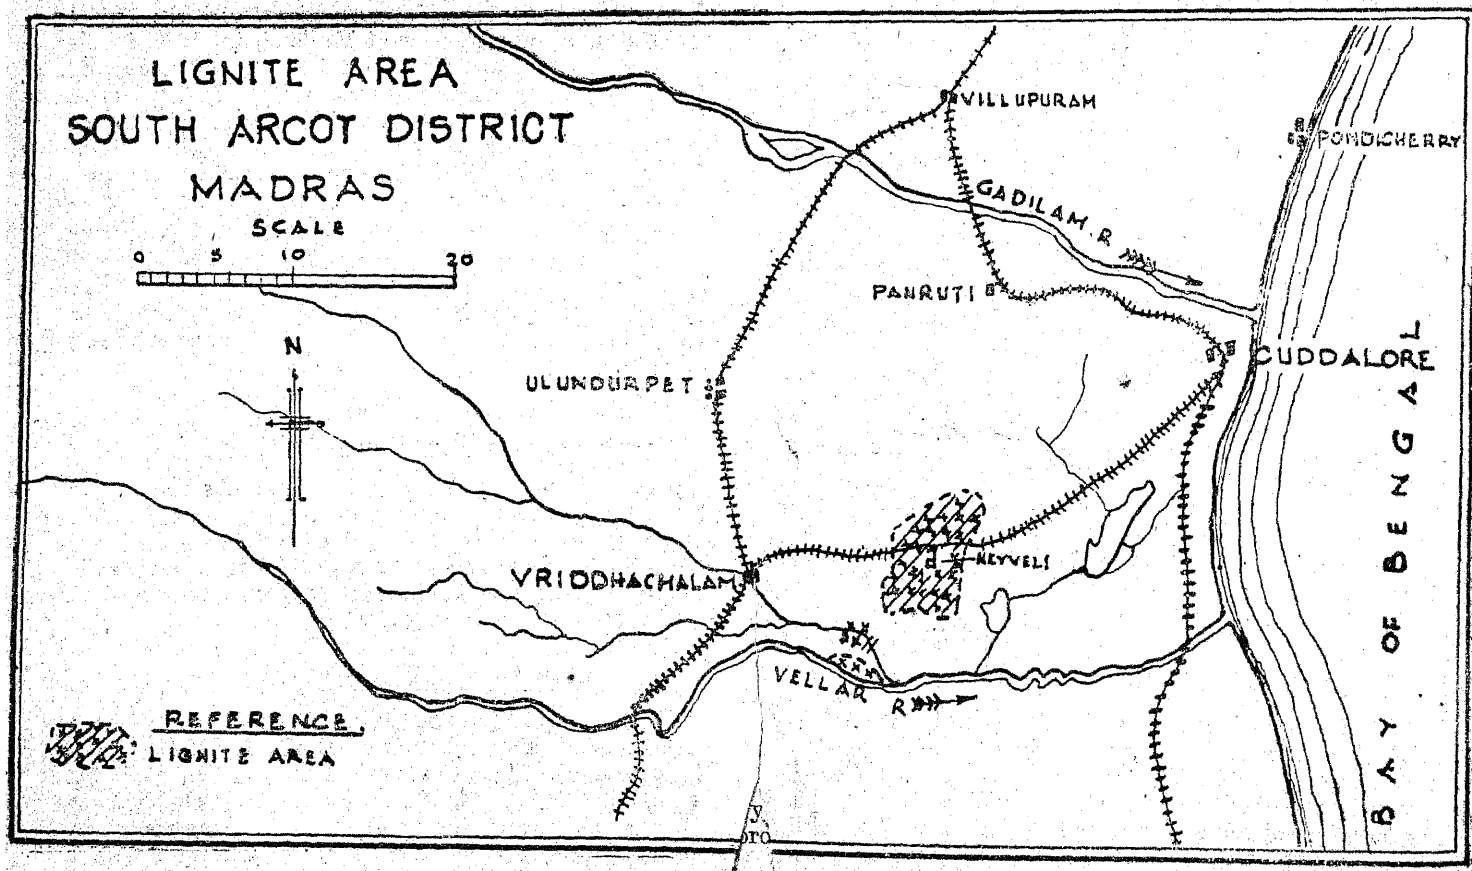 LIGNITE AREA
SOUTH ARCOT DISTRICT
MADRAS
SCALE
0 5 10 20
N
VILLUPURAM
PONDICHERRY
GADILAM. R
PANRUTI
CUDDALORE
ULUNDURPET
NEYVELI
VRIDDHACHALAM
VELLAR R
BAY OF BENGAL
REFERENCE.
LIGNITE AREA
y,
oro